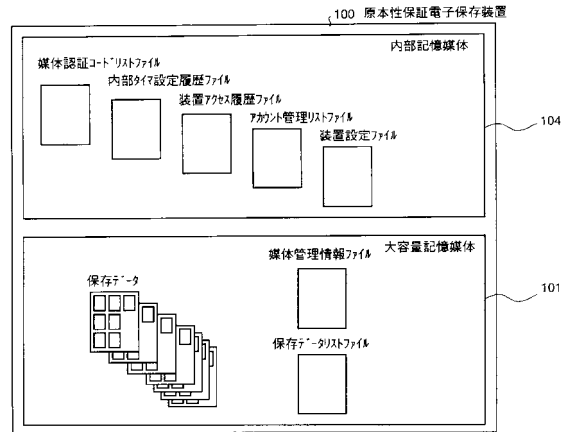 100 原本性保証電子保存装置
内部記憶媒体
媒体認証コードリストファイル
内部タイマ設定履歴ファイル
装置アクセス履歴ファイル
アカウント管理リストファイル
装置設定ファイル
104
大容量記憶媒体
媒体管理情報ファイル
保存データ
101
保存データリストファイル